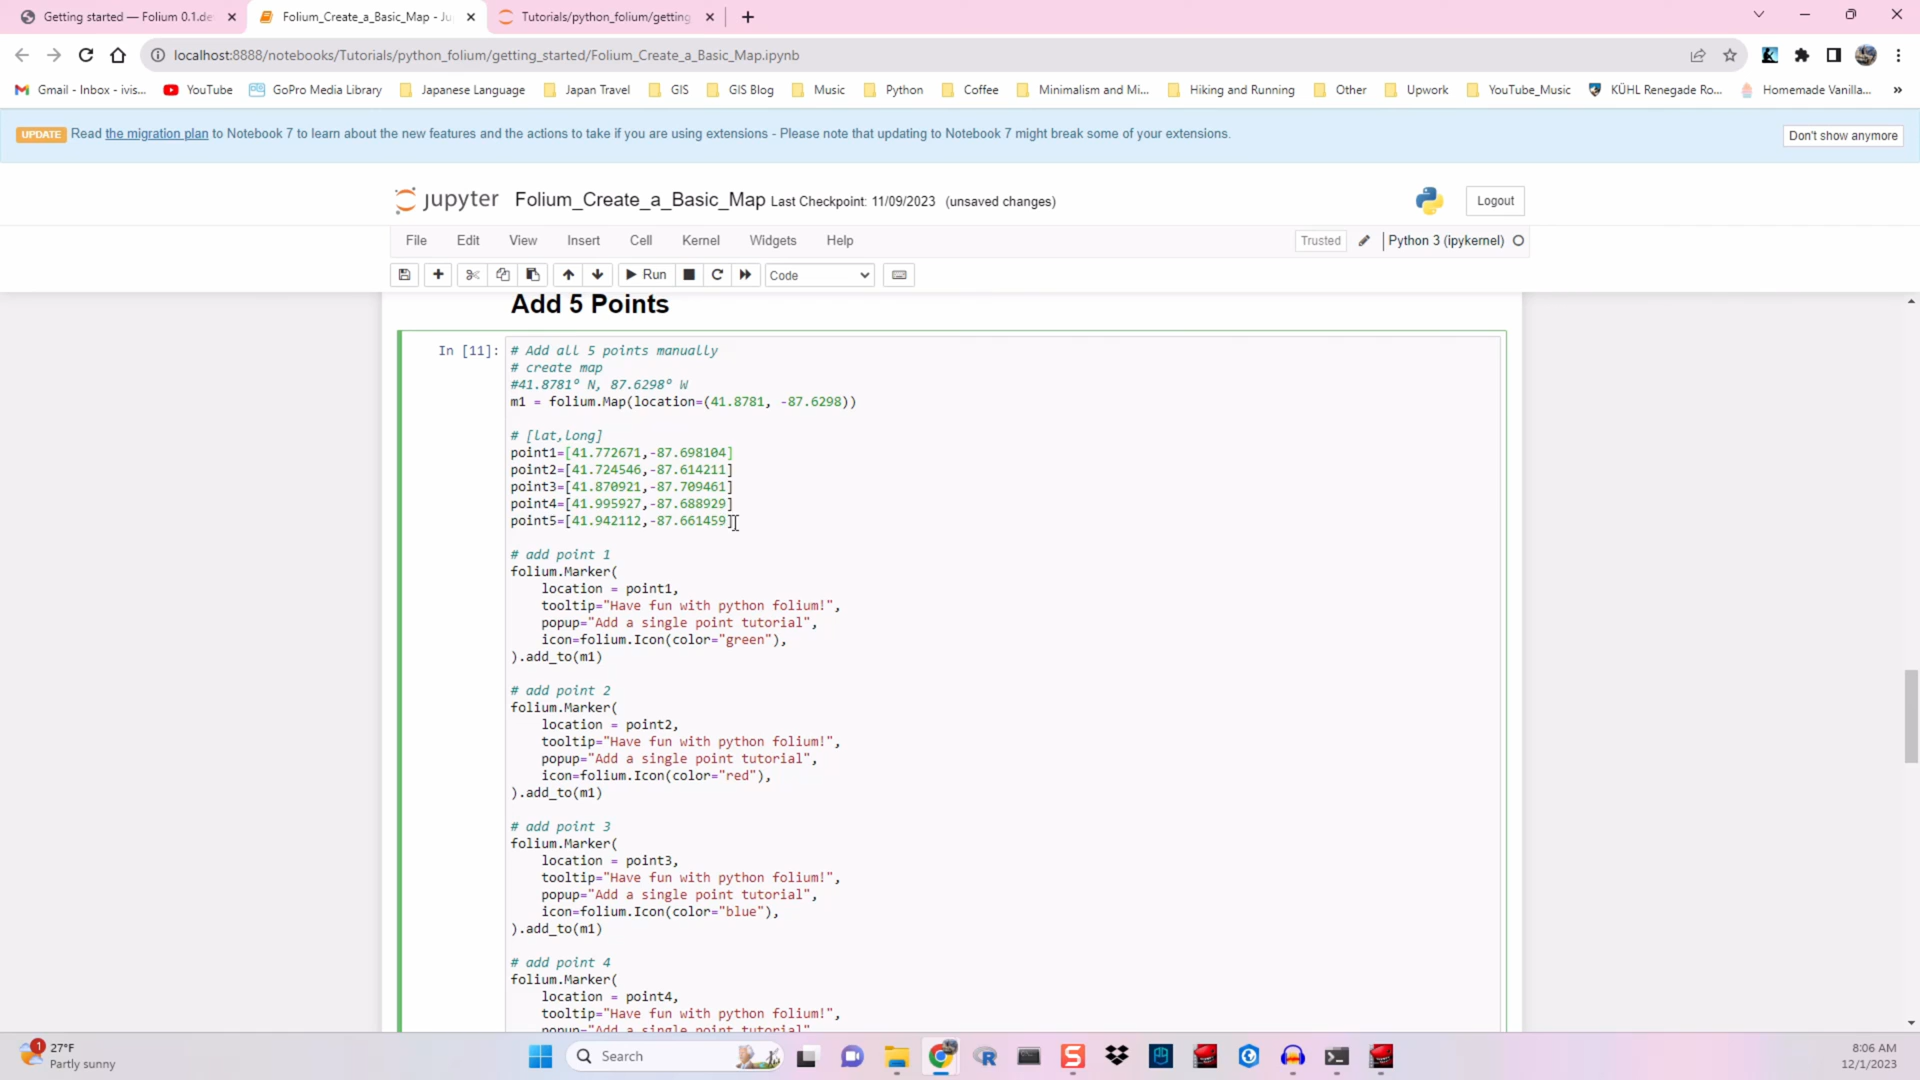 Getting started — Folium 0.1.de
Folium_Create_a_Basic_Map - Ju
Tutorials/python_folium/getting
localhost:8888/notebooks/Tutorials/python_folium/getting_started/Folium_Create_a_Basic_Map.ipynb
Gmail - Inbox - ivis... YouTube GoPro Media Library Japanese Language Japan Travel GIS GIS Blog Music Python Coffee Minimalism and Mi... Hiking and Running Other Upwork YouTube_Music KÜHL Renegade Ro... Homemade Vanilla... »
UPDATE Read the migration plan to Notebook 7 to learn about the new features and the actions to take if you are using extensions - Please note that updating to Notebook 7 might break some of your extensions. Don't show anymore
jupyter Folium_Create_a_Basic_Map Last Checkpoint: 11/09/2023 (unsaved changes) Logout
File Edit View Insert Cell Kernel Widgets Help Trusted Python 3 (ipykernel)
Run Code
Add 5 Points
In [11]: # Add all 5 points manually
# create map
#41.8781° N, 87.6298° W
m1 = folium.Map(location=(41.8781, -87.6298))
# [lat,long]
point1=[41.772671,-87.698104]
point2=[41.724546,-87.614211]
point3=[41.870921,-87.709461]
point4=[41.995927,-87.688929]
point5=[41.942112,-87.661459]
# add point 1
folium.Marker(
location = point1,
tooltip="Have fun with python folium!",
popup="Add a single point tutorial",
icon=folium.Icon(color="green"),
).add_to(m1)
# add point 2
folium.Marker(
location = point2,
tooltip="Have fun with python folium!",
popup="Add a single point tutorial",
icon=folium.Icon(color="red"),
).add_to(m1)
# add point 3
folium.Marker(
location = point3,
tooltip="Have fun with python folium!",
popup="Add a single point tutorial",
icon=folium.Icon(color="blue"),
).add_to(m1)
# add point 4
folium.Marker(
location = point4,
tooltip="Have fun with python folium!",
popup="Add a single point tutorial"
1 27°F
Partly sunny
Search
8:06 AM
12/1/2023